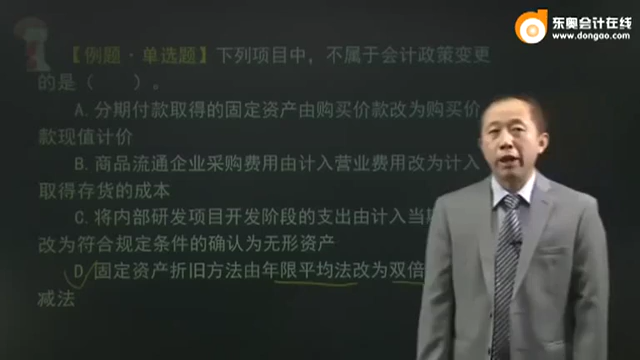 东奥会计在线
www.dongao.com
【例题·单选题】下列项目中，不属于会计政策变更
的是（ ）。
A. 分期付款取得的固定资产由购买价款改为购买价
款现值计价
B. 商品流通企业采购费用由计入营业费用改为计入
取得存货的成本
C. 将内部研发项目开发阶段的支出由计入当
改为符合规定条件的确认为无形资产
D 固定资产折旧方法由年限平均法改为双倍
减法